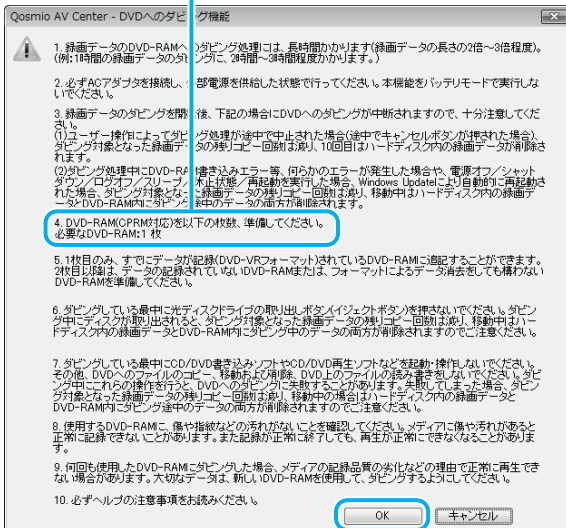 Qosmio AV Center - DVDへのダビング機能
1. 録画データのDVD-RAMへのダビング処理には、長時間かかります(録画データの長さの2倍〜3倍程度)。
(例:1時間の録画データのダビングに、2時間〜3時間程度かかります。)
2. 必ずACアダプタを接続し、外部電源を供給した状態で行ってください。本機能をバッテリモードで実行しな
いでください。
3. 録画データのダビングを開始後、下記の場合にDVDへのダビングが中断されますので、十分注意してくだ
さい。
(1)ユーザー操作によってダビング処理が途中で中止された場合(途中でキャンセルボタンが押された場合)、
ダビング対象となった録画データの残りコピー回数は減り、10回目はハードディスク内の録画データが削除さ
れます。
(2)ダビング処理中にDVD-RAM書き込みエラー等、何らかのエラーが発生した場合や、電源オフ/シャット
ダウン/ログオフ/スリープ/休止状態/再起動を実行した場合、Windows Updateにより自動的に再起動さ
れた場合、ダビング対象となった録画データの残りコピー回数は減り、移動中はハードディスク内の録画デ
ータとDVD-RAM内にダビング途中のデータの両方が削除されます。
4. DVD-RAM(CPRM対応)を以下の枚数、準備してください。
必要なDVD-RAM:1 枚
5. 1枚目のみ、すでにデータが記録(DVD-VRフォーマット)されているDVD-RAMに追記することができます。
2枚目以降は、データの記録されていないDVD-RAMまたは、フォーマットによるデータ消去をしても構わない
DVD-RAMを準備してください。
6. ダビングしている最中に光ディスクドライブの取り出しボタン(イジェクトボタン)を押さないでください。ダビン
グ中にディスクが取り出されると、ダビング対象となった録画データの残りコピー回数は減り、移動中はハー
ドディスク内の録画データとDVD-RAM内にダビング中のデータの両方が削除されますのでご注意ください。
7. ダビングしている最中にCD/DVD書き込みソフトやCD/DVD再生ソフトなどを起動・操作しないでください。
その他、DVDへのファイルのコピー、移動および削除、DVD上のファイルの読み書きをしないでください。ダビ
ング中にこれらの操作を行うと、DVDへのダビングに失敗することがあります。失敗してしまった場合、ダビン
グ対象となった録画データの残りコピー回数は減り、移動中の場合はハードディスク内の録画データと
DVD-RAM内にダビング途中のデータの両方が削除されますのでご注意ください。
8. 使用するDVD-RAMに、傷や指紋などの汚れがないことを確認してください。メディアに傷や汚れがあると
正常に記録できないことがあります。また記録が正常に終了しても、再生が正常にできなくなることがありま
す。
9. 何回も使用したDVD-RAMにダビングした場合、メディアの記録品質の劣化などの理由で正常に再生でき
ない場合があります。大切なデータは、新しいDVD-RAMを使用して、ダビングするようにしてください。
10. 必ずヘルプの注意事項をお読みください。
OK
キャンセル